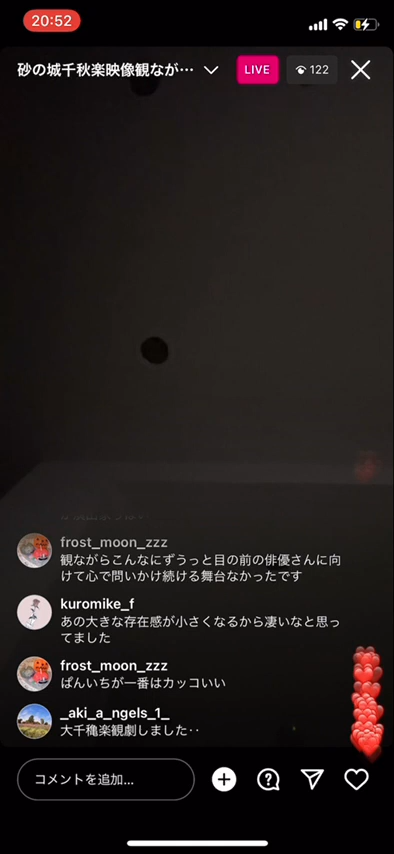 20:52
砂の城千秋楽映像観なが…
LIVE
122
frost_moon_zzz
観ながらこんなにずうっと目の前の俳優さんに向
けて心で問いかけ続ける舞台なかったです
kuromike_f
あの大きな存在感が小さくなるから凄いなと思っ
てました
frost_moon_zzz
ぱんいちが一番はカッコいい
_aki_a_ngels_1_
大千穐楽観劇しました‥
コメントを追加...